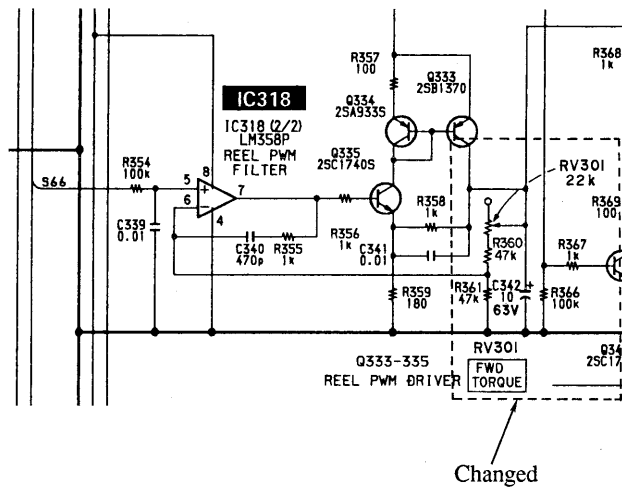 R357
100
Q333
2SB1370
R368
1k
IC318
Q334
2SA933S
IC318 (2/2)
LM358P
REEL PWM
FILTER
Q335
2SC1740S
R354
100k
S66
5
8
7
6
4
RV301
22k
R358
1k
R369
100
C339
0.01
C340
470p
R355
1k
R356
1k
C341
0.01
R360
47k
R367
1k
R359
180
R361
47k
C342
10
63V
R366
100k
RV301
Q333-335
REEL PWM DRIVER
FWD
TORQUE
Q34
2SC17
Changed